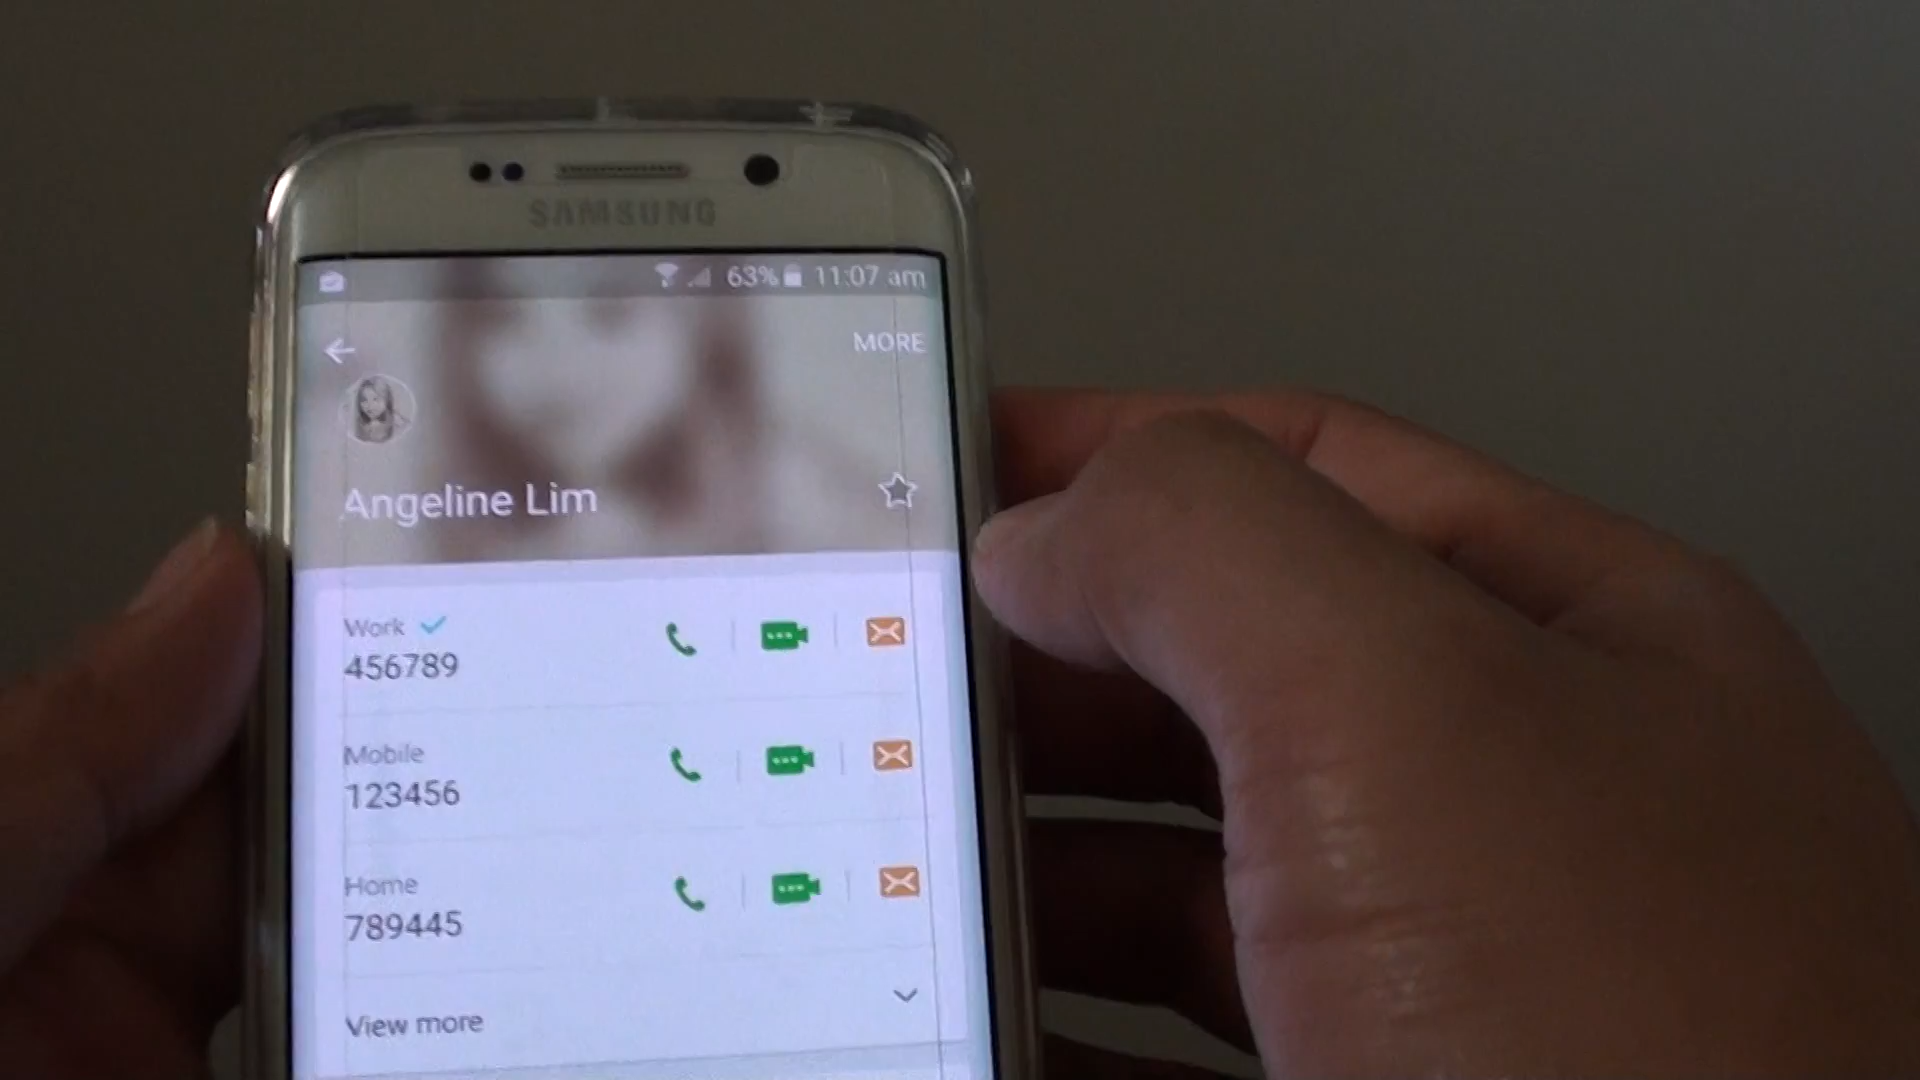 SAMSUNG
63% 11:07 am
MORE
Angeline Lim
Work
456789
Mobile
123456
Home
789445
View more